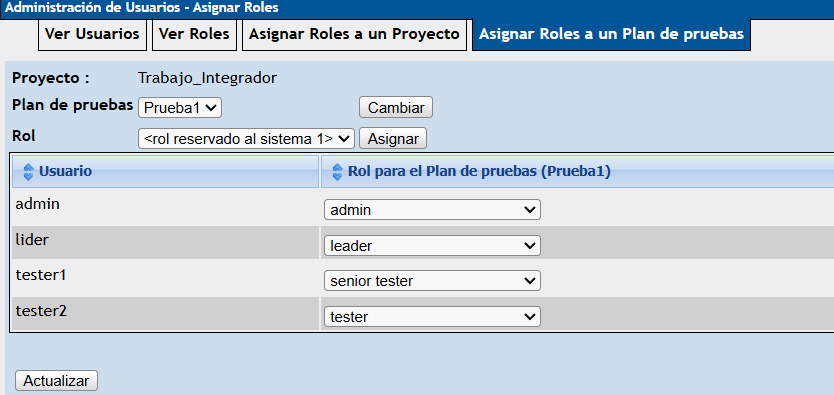 Administración de Usuarios - Asignar Roles
Ver Usuarios Ver Roles Asignar Roles a un Proyecto Asignar Roles a un Plan de pruebas
Proyecto : Trabajo_Integrador
Plan de pruebas Prueba1 Cambiar
Rol <rol reservado al sistema 1> Asignar
Usuario Rol para el Plan de pruebas (Prueba1)
admin admin
lider leader
tester1 senior tester
tester2 tester
Actualizar